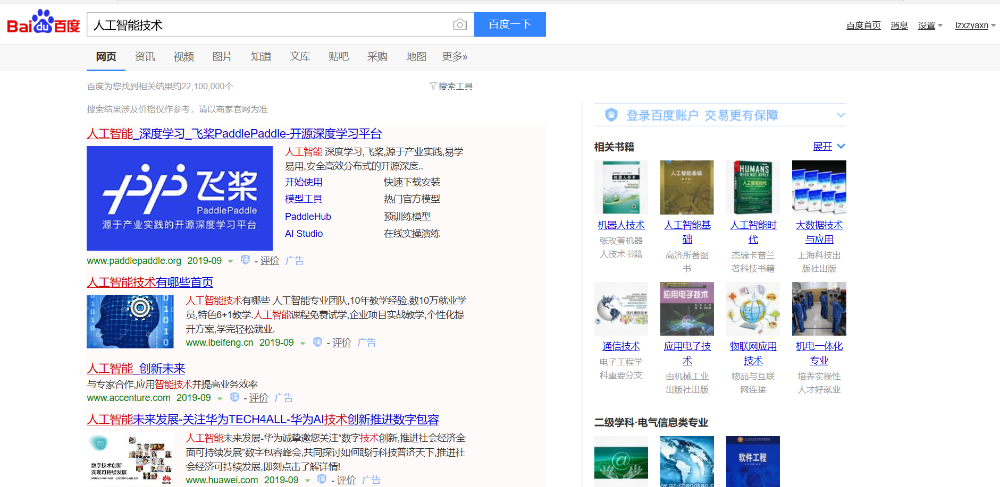 Baidu百度
人工智能技术
百度一下
百度首页 消息 设置 lzxzyaxn
网页 资讯 视频 图片 知道 文库 贴吧 采购 地图 更多»
百度为您找到相关结果约22,100,000个
搜索工具
搜索结果涉及价格仅作参考，请以商家官网为准
人工智能_深度学习_飞桨PaddlePaddle-开源深度学习平台
飞桨
PaddlePaddle
源于产业实践的开源深度学习平台
人工智能 深度学习,飞桨,源于产业实践,易学
易用,安全高效分布式的开源深度..
开始使用 快速下载安装
模型工具 热门官方模型
PaddleHub 预训练模型
AI Studio 在线实操演练
www.paddlepaddle.org 2019-09 保 - 评价 广告
人工智能技术有哪些首页
人工智能技术有哪些 人工智能专业团队,10年教学经验,数10万就业学
员,特色6+1教学.人工智能课程免费试学,企业项目实战教学,个性化提
升方案,学完轻松就业.
www.ibeifeng.cn 2019-09 保 - 评价 广告
人工智能_创新未来
与专家合作,应用智能技术并提高业务效率
www.accenture.com 2019-09 保 - 评价 广告
人工智能未来发展-关注华为TECH4ALL-华为AI技术创新推进数字包容
数字技术创新
实现可持续发展
HUAWEI
人工智能未来发展-华为诚挚邀您关注“数字技术创新,推进社会经济全
面可持续发展”数字包容峰会,共同探讨如何践行科技普济天下,推进社
会经济可持续发展,即刻点击了解详情!
www.huawei.com 2019-09 保 - 评价 广告
登录百度账户 交易更有保障
相关书籍 展开
机器人技术
人工智能基础
HUMANS
NEED NOT APPLY
人工智能时代
机器人技术
张玫著机器
人技术书籍
人工智能基
础
高济所著图
书
人工智能时
代
杰瑞卡普兰
著科技书籍
大数据技术
与应用
上海科技出
版社出版
现代通信技术
应用电子技术
通信技术
电子工程学
科重要分支
应用电子技
术
由机械工业
出版社出版
物联网应用
技术
物品与互联
网连接
机电一体化
专业
培养实操性
人才好就业
二级学科·电气信息类专业
www.gz-chengkao.c
软件工程